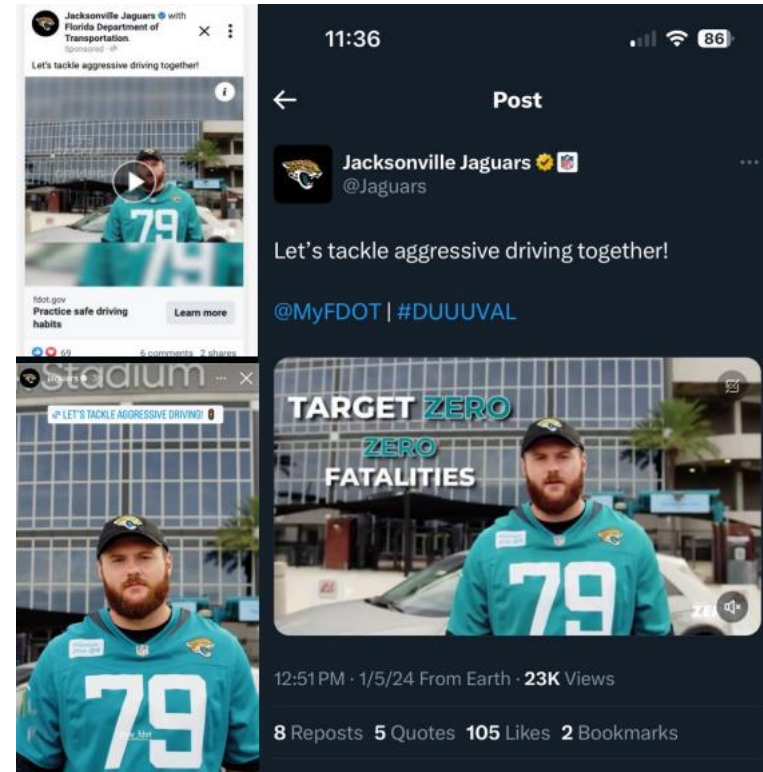 Jacksonville Jaguars with
Florida Department of
Transportation.
Sponsored
Let's tackle aggressive driving together!
79
fdot.gov
Practice safe driving
habits
Learn more
69
6 comments 2 shares
Stadium
jaguars
LET'S TACKLE AGGRESSIVE DRIVING!
79
11:36
86
Post
Jacksonville Jaguars
@Jaguars
Let's tackle aggressive driving together!
@MyFDOT | #DUUUVAL
TARGET ZERO
ZERO
FATALITIES
79
12:51 PM · 1/5/24 From Earth · 23K Views
8 Reposts 5 Quotes 105 Likes 2 Bookmarks